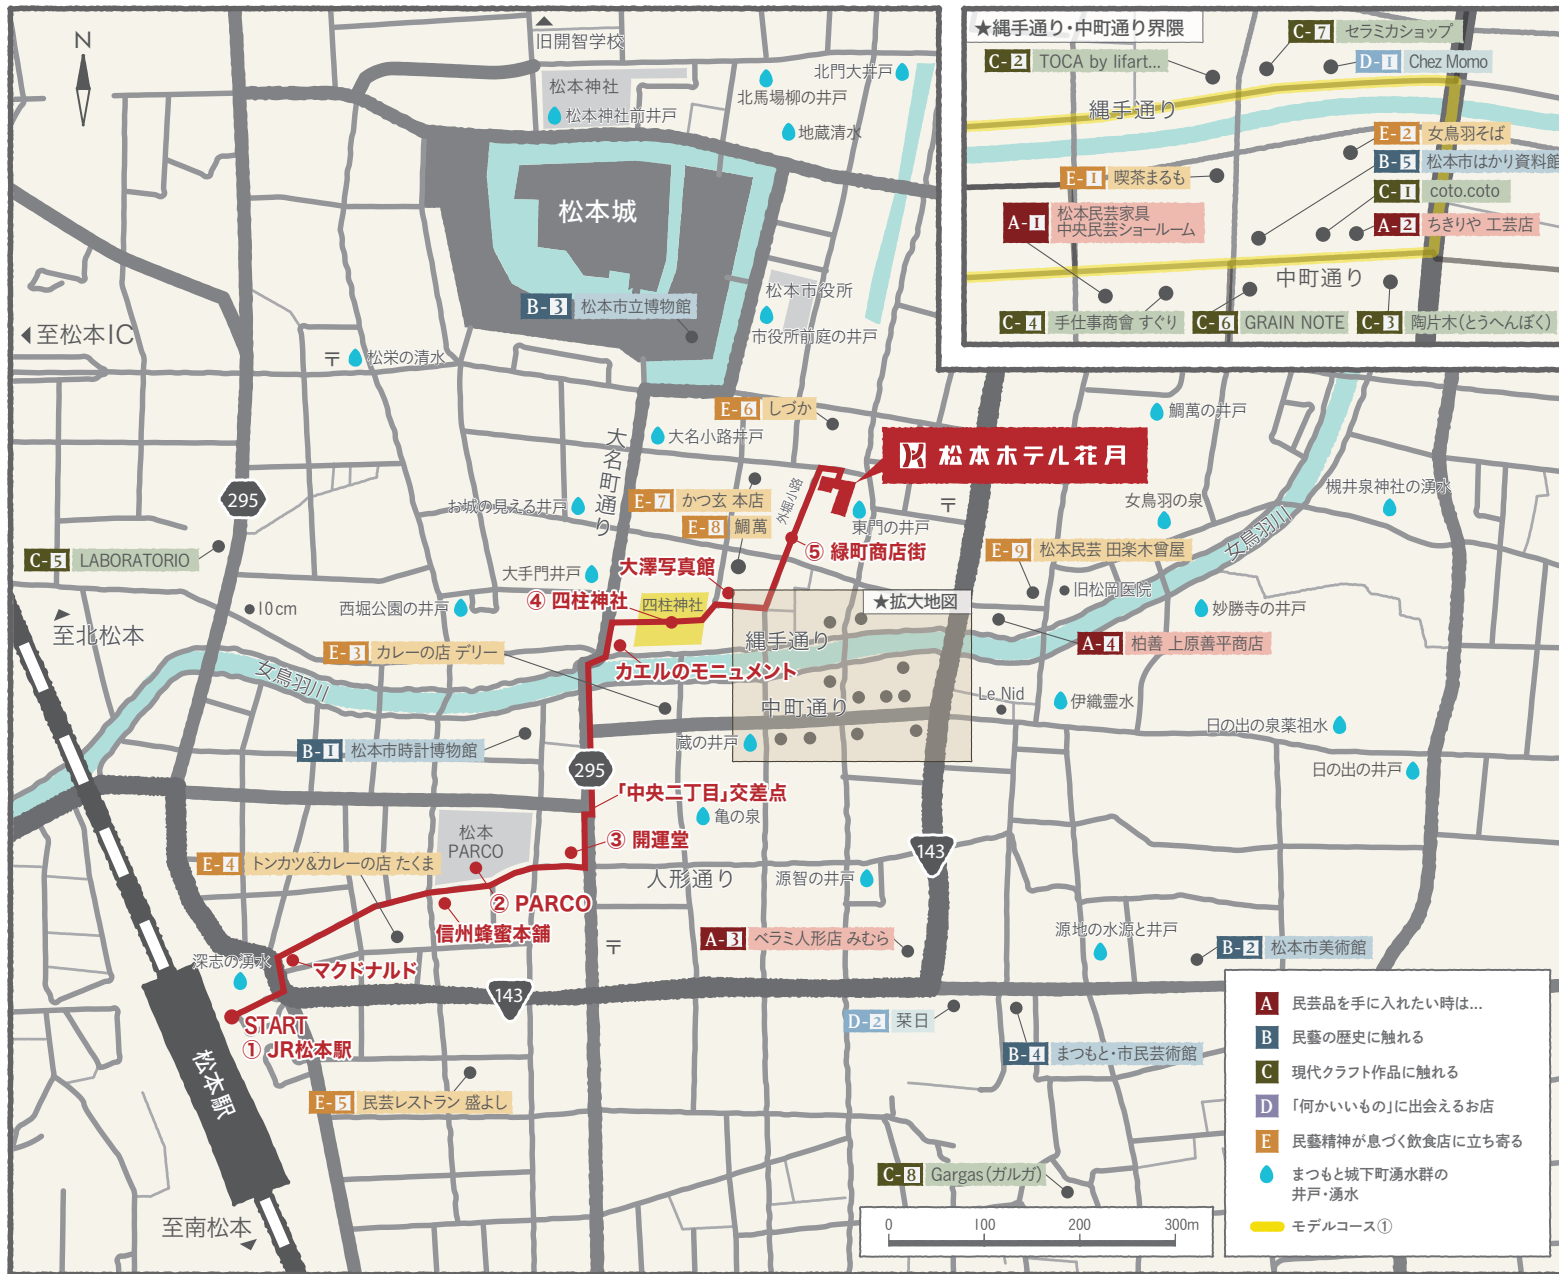 N
旧開智学校
松本神社
松本神社前井戸
北馬場柳の井戸
北門大井戸
地蔵清水
松本城
B-3 松本市立博物館
松本市役所
市役所前庭の井戸
至松本IC
〒
松栄の清水
★縄手通り・中町通り界隈
C-7 セラミカショップ
C-2 TOCA by lifart...
D-1 Chez Momo
縄手通り
E-2 女鳥羽そば
B-5 松本市はかり資料館
E-1 喫茶まるも
C-1 coto.coto
A-1 松本民芸家具
中央民芸ショールーム
A-2 ちきりや 工芸店
中町通り
C-4 手仕事商會 すぐり
C-6 GRAIN NOTE
C-3 陶片木(とうへんぼく)
E-6 しづか
大名小路井戸
大名町通り
鯛萬の井戸
松本ホテル花月
295
お城の見える井戸
E-7 かつ玄 本店
E-8 鯛萬
外堀小路
東門の井戸
〒
女鳥羽の泉
槻井泉神社の湧水
女鳥羽川
C-5 LABORATORIO
⑤ 緑町商店街
E-9 松本民芸 田楽木曽屋
大手門井戸
大澤写真館
旧松岡医院
10cm
西堀公園の井戸
④ 四柱神社
四柱神社
★拡大地図
妙勝寺の井戸
至北松本
縄手通り
A-4 柏善 上原善平商店
E-3 カレーの店 デリー
カエルのモニュメント
女鳥羽川
Le Nid
伊織霊水
中町通り
日の出の泉薬祖水
B-1 松本市時計博物館
蔵の井戸
295
日の出の井戸
「中央二丁目」交差点
亀の泉
松本
PARCO
③ 開運堂
143
E-4 トンカツ&カレーの店 たくま
人形通り
源智の井戸
② PARCO
信州蜂蜜本舗
〒
A-3 ベラミ人形店 みむら
源地の水源と井戸
B-2 松本市美術館
深志の湧水
マクドナルド
143
START
① JR松本駅
D-2 栞日
B-4 まつもと・市民芸術館
松本駅
E-5 民芸レストラン 盛よし
C-8 Gargas(ガルガ)
至南松本
0 100 200 300m
A 民芸品を手に入れたい時は...
B 民藝の歴史に触れる
C 現代クラフト作品に触れる
D 「何かいいもの」に出会えるお店
E 民藝精神が息づく飲食店に立ち寄る
まつもと城下町湧水群の
井戸・湧水
モデルコース①